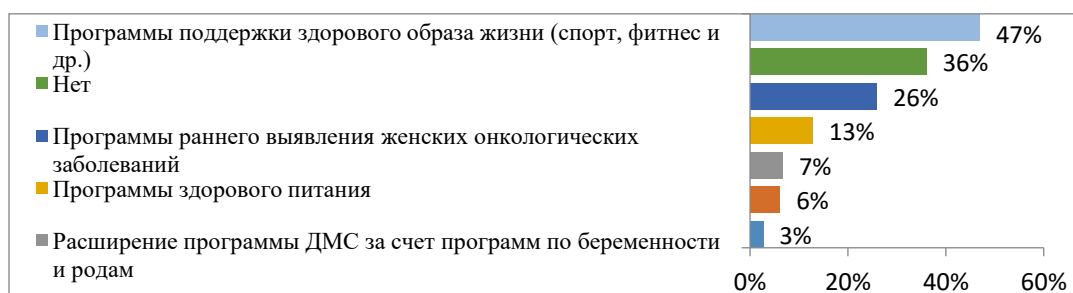 Программы поддержки здорового образа жизни (спорт, фитнес и
др.)
Нет
Программы раннего выявления женских онкологических
заболеваний
Программы здорового питания
Расширение программы ДМС за счет программ по беременности
и родам
47%
36%
26%
13%
7%
6%
3%
0% 20% 40% 60%